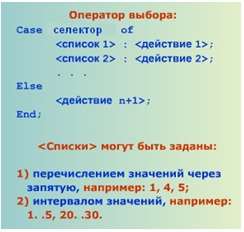 Оператор выбора:
Case селектор of
<список 1> : <действие 1>;
<список 2> : <действие 2>;
. . .
Else
<действие n+1>;
End;
<Списки> могут быть заданы:
1) перечислением значений через
запятую, например: 1, 4, 5;
2) интервалом значений, например:
1. .5, 20. .30.